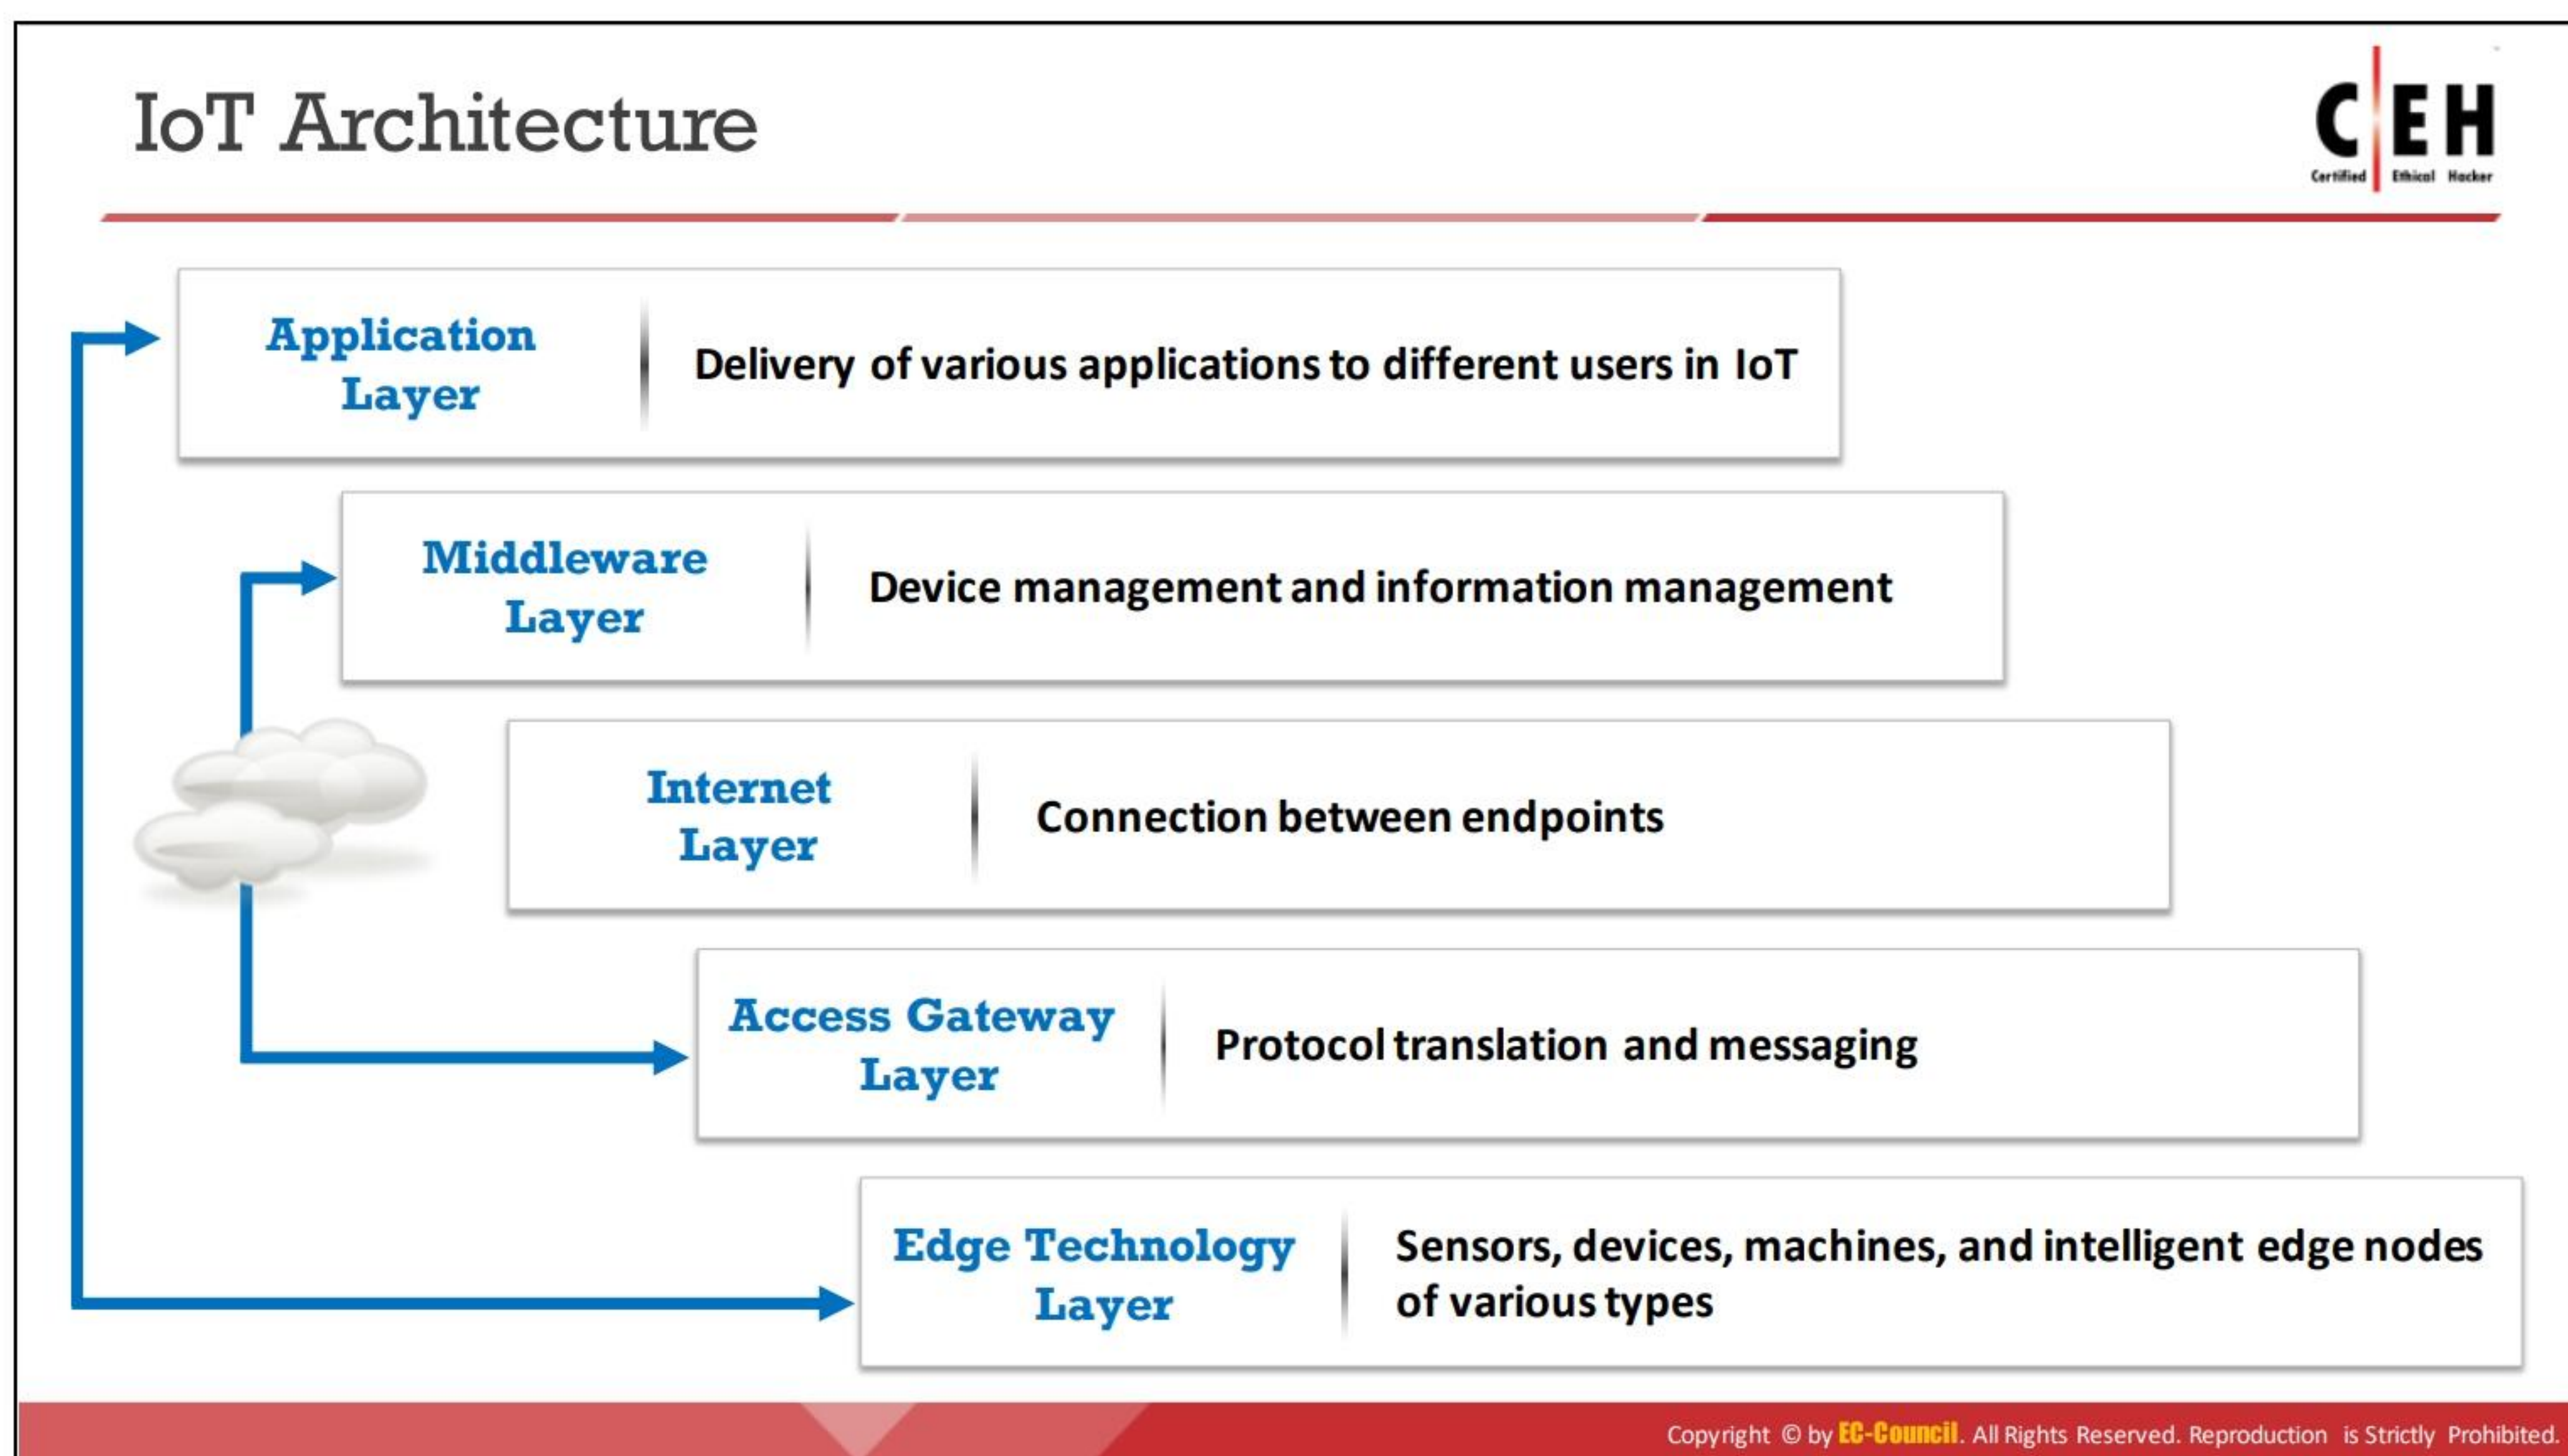 IoT Architecture
C|EH
Certified Ethical Hacker
Application
Layer
Delivery of various applications to different users in IoT
Middleware
Layer
Device management and information management
Internet
Layer
Connection between endpoints
Access Gateway
Layer
Protocol translation and messaging
Edge Technology
Layer
Sensors, devices, machines, and intelligent edge nodes
of various types
Copyright © by EC-Council. All Rights Reserved. Reproduction is Strictly Prohibited.